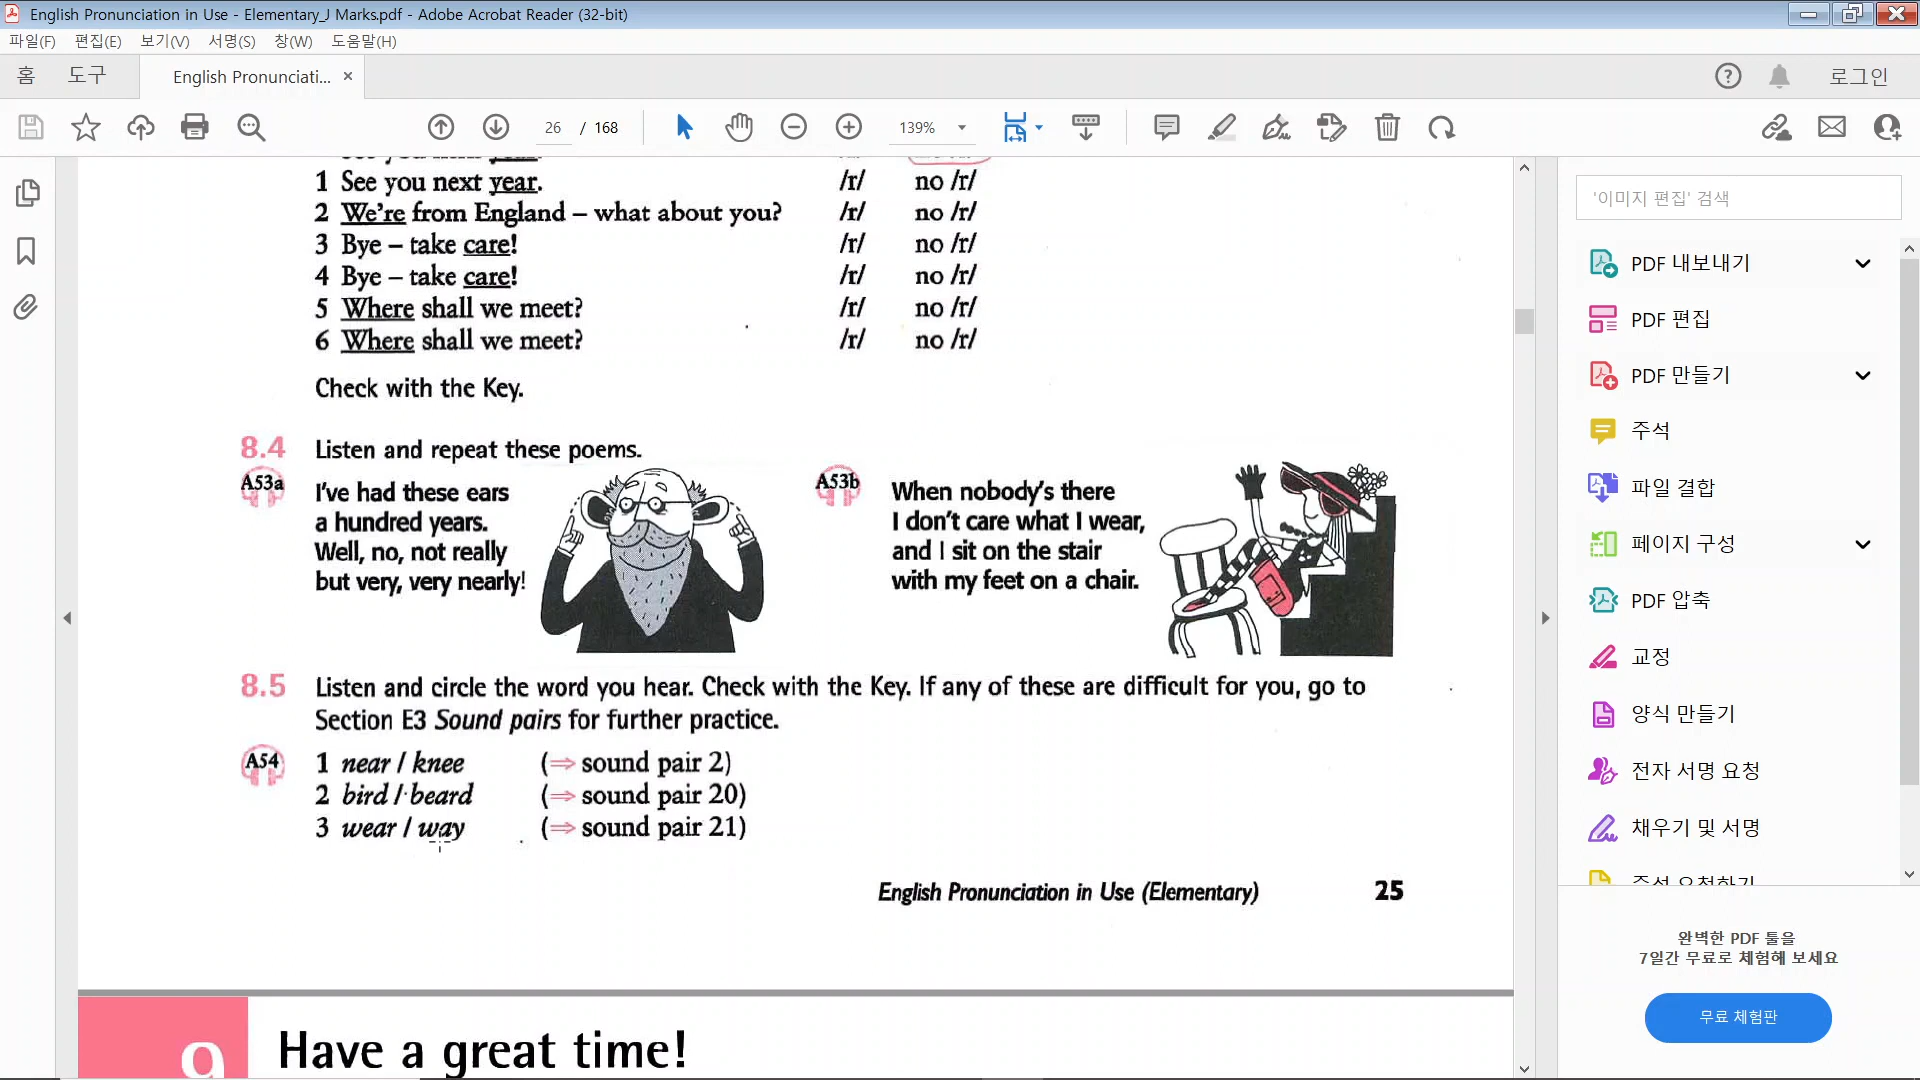 English Pronunciation in Use - Elementary_J Marks.pdf - Adobe Acrobat Reader (32-bit)
파일(F) 편집(E) 보기(V) 서명(S) 창(W) 도움말(H)
홈 도구 English Pronunciati... × 로그인
26 / 168 139%
1 See you next year. /r/ no /r/
2 We're from England – what about you? /r/ no /r/
3 Bye – take care! /r/ no /r/
4 Bye – take care! /r/ no /r/
5 Where shall we meet? /r/ no /r/
6 Where shall we meet? /r/ no /r/
Check with the Key.
8.4 Listen and repeat these poems.
A53a
I've had these ears
a hundred years.
Well, no, not really
but very, very nearly!
A53b
When nobody's there
I don't care what I wear,
and I sit on the stair
with my feet on a chair.
8.5 Listen and circle the word you hear. Check with the Key. If any of these are difficult for you, go to
Section E3 Sound pairs for further practice.
A54
1 near / knee (⇒ sound pair 2)
2 bird / beard (⇒ sound pair 20)
3 wear / way (⇒ sound pair 21)
English Pronunciation in Use (Elementary) 25
9 Have a great time!
'이미지 편집' 검색
PDF 내보내기
PDF 편집
PDF 만들기
주석
파일 결합
페이지 구성
PDF 압축
교정
양식 만들기
전자 서명 요청
채우기 및 서명
완벽한 PDF 툴을
7일간 무료로 체험해 보세요
무료 체험판